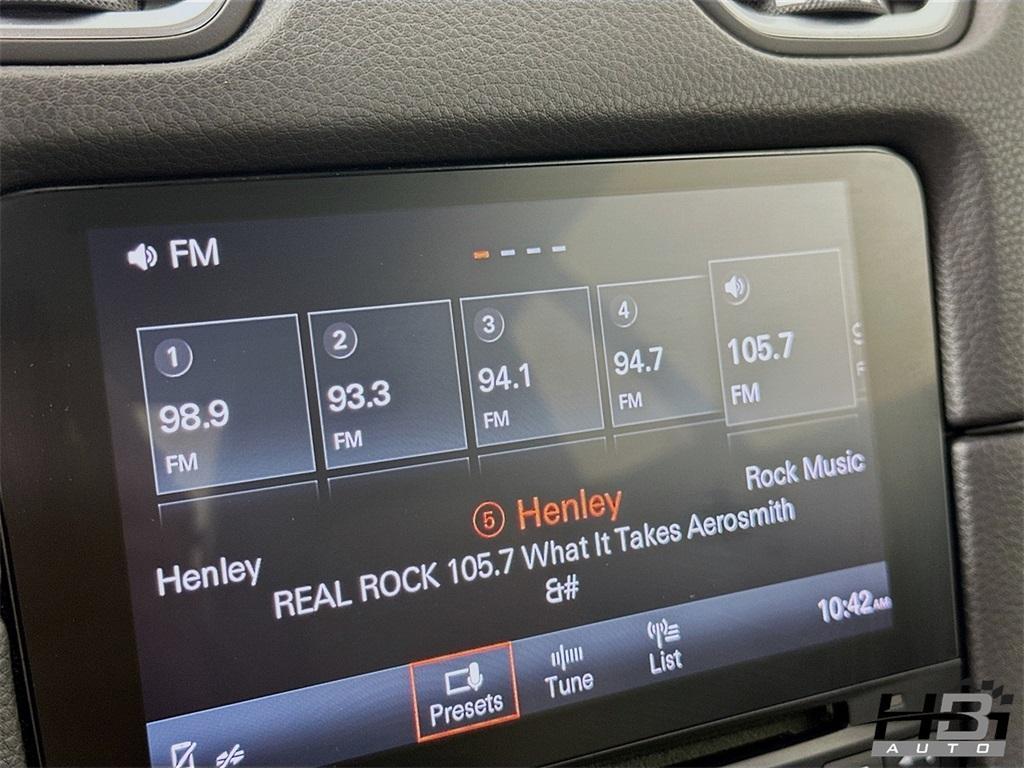 FM
1
98.9
FM
2
93.3
FM
3
94.1
FM
4
94.7
FM
105.7
FM
Rock Music
5 Henley
Henley
REAL ROCK 105.7 What It Takes Aerosmith
&#
10:42AM
Presets
Tune
List
HBI
AUTO